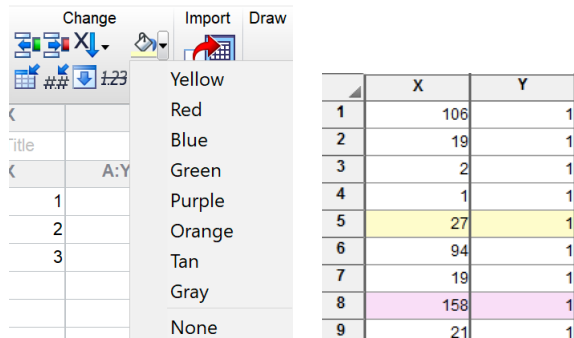 Change Import Draw
X
##.## 1.23
Yellow
Red
Blue
Green
Purple
Orange
Tan
Gray
None
X
Title
X A:Y
1
2
3
X Y
1 106 1
2 19 1
3 2 1
4 1 1
5 27 1
6 94 1
7 19 1
8 158 1
9 21 1